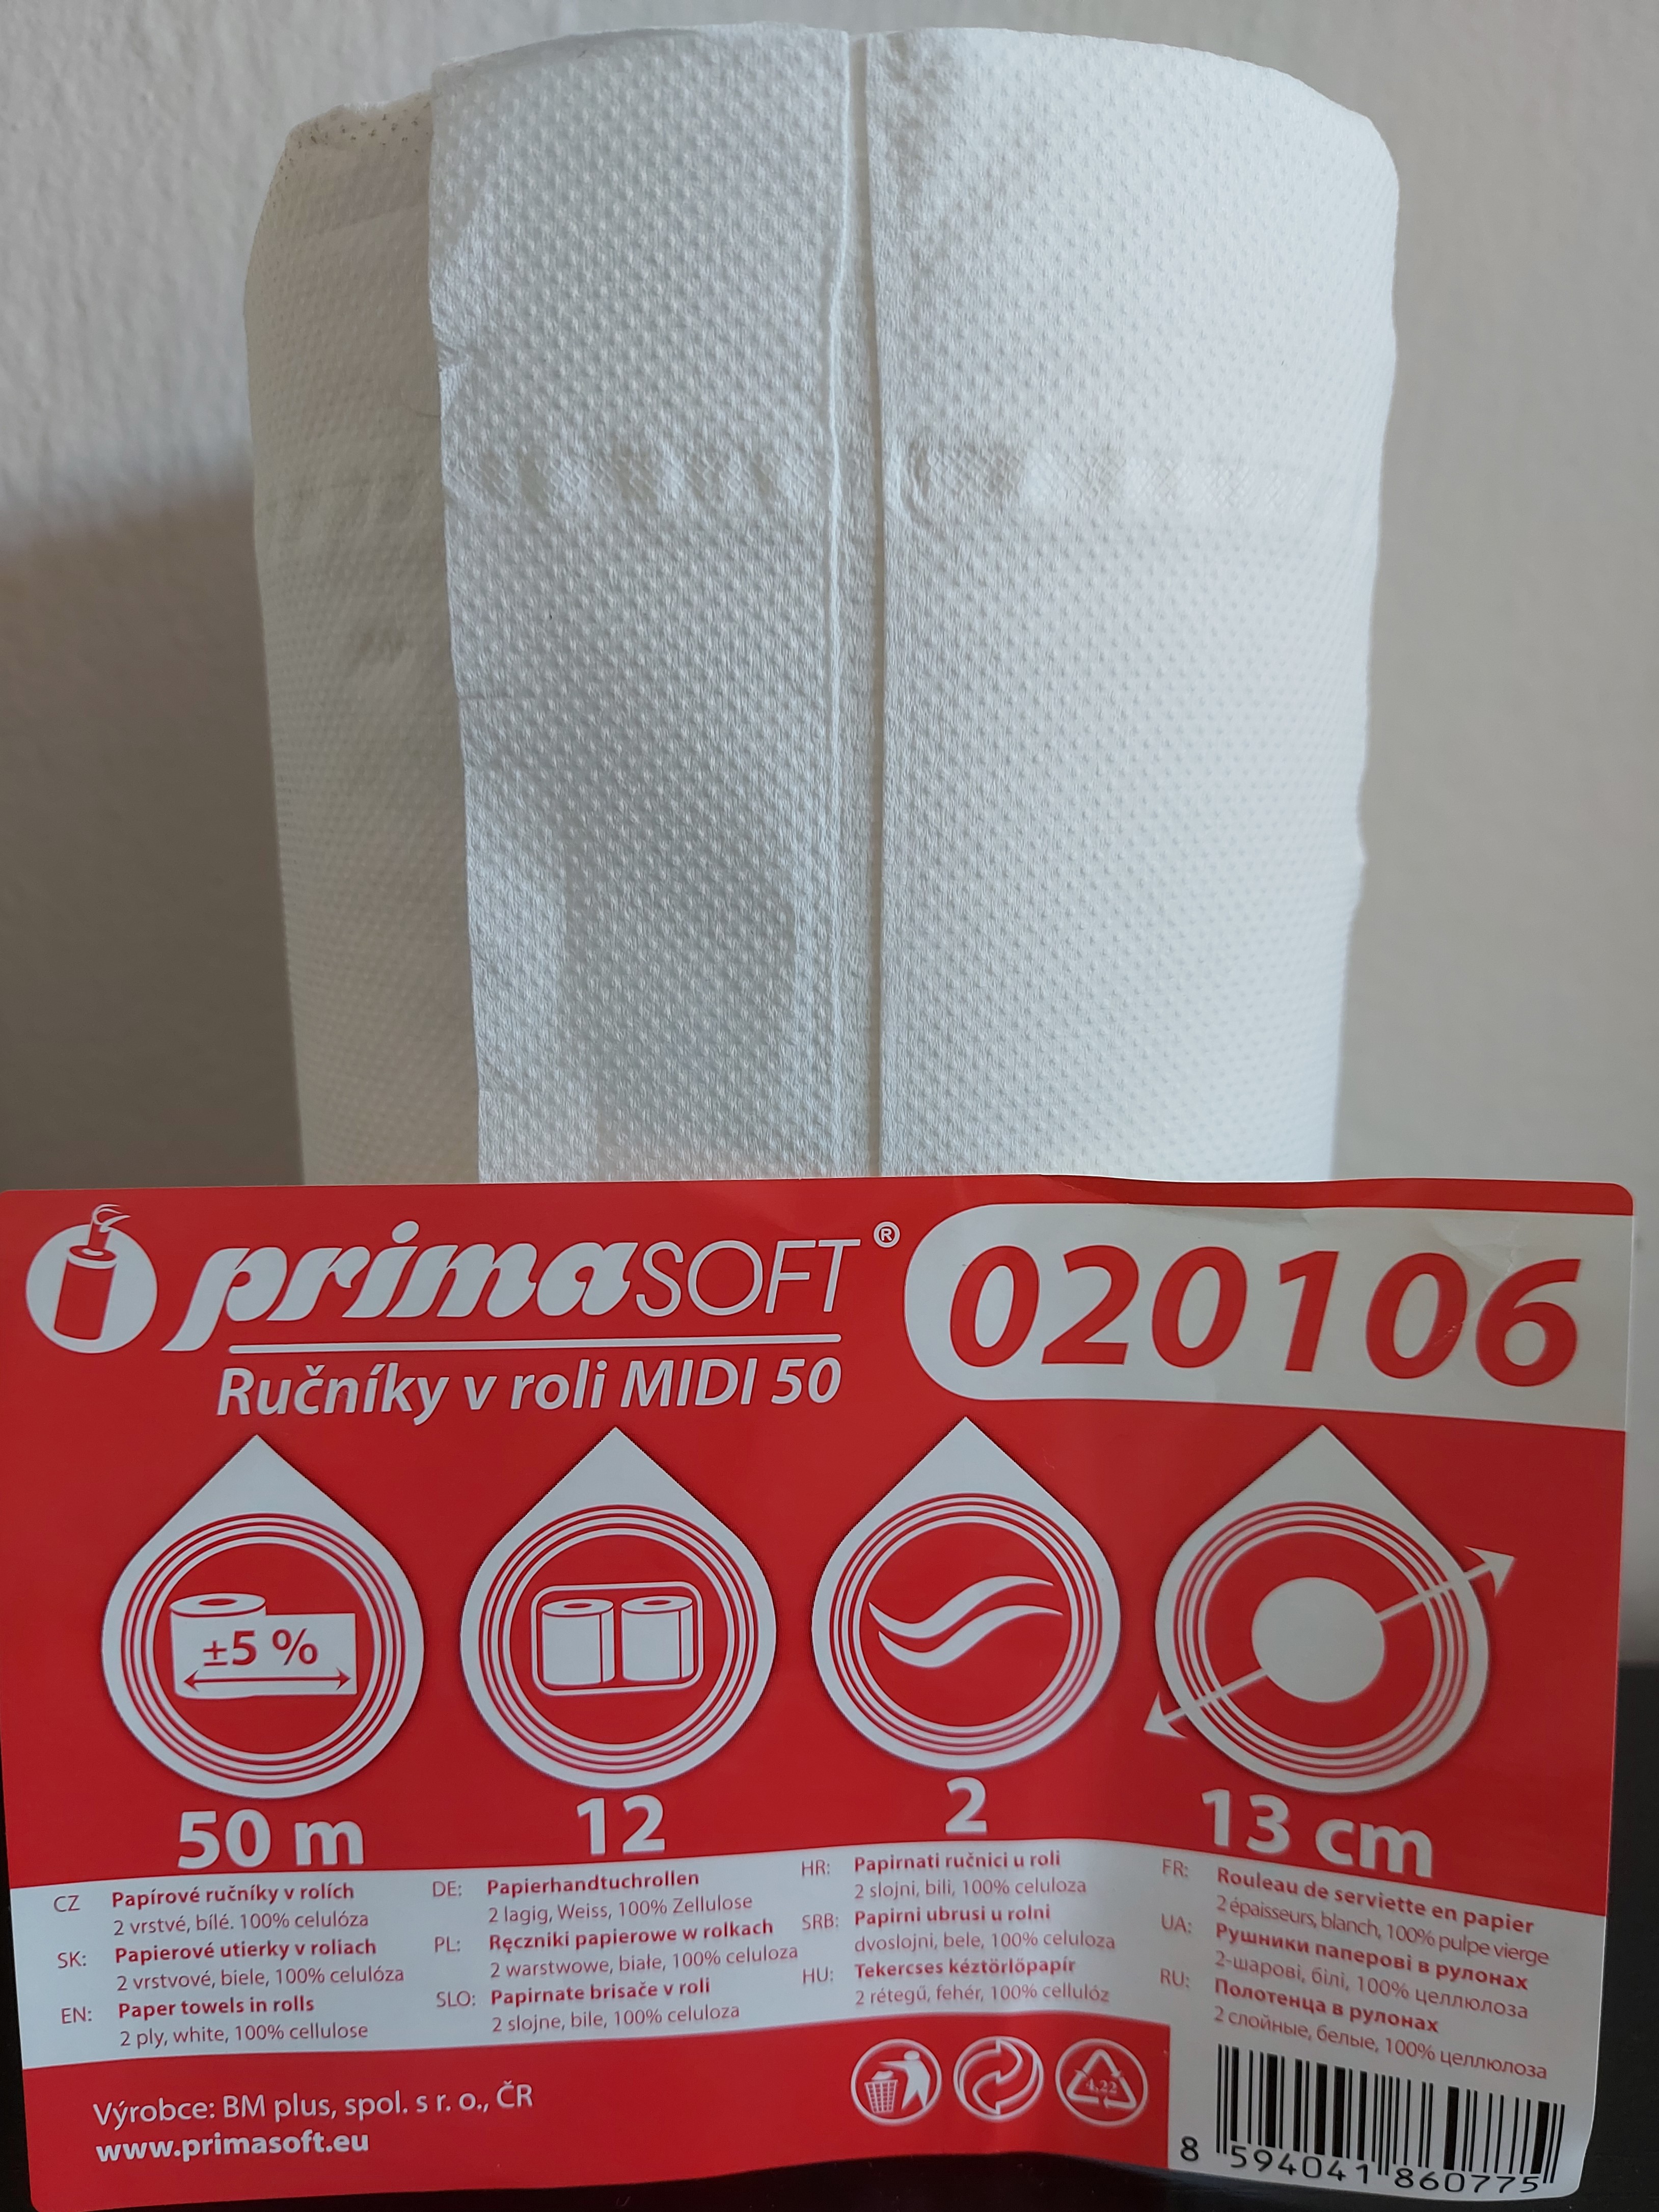 primaSOFT®
020106
Ručníky v roli MIDI 50
±5 %
50 m
12
2
13 cm
CZ Papírové ručníky v rolích
2 vrstvé, bílé. 100% celulóza
SK: Papierové utierky v roliach
2 vrstvové, biele, 100% celulóza
EN: Paper towels in rolls
2 ply, white, 100% cellulose
DE: Papierhandtuchrollen
2 lagig, Weiss, 100% Zellulose
PL: Ręczniki papierowe w rolkach
2 warstwowe, białe, 100% celuloza
SLO: Papirnate brisače v roli
2 slojne, bile, 100% celuloza
HR: Papirnati ručnici u roli
2 slojni, bili, 100% celuloza
SRB: Papirni ubrusi u rolni
dvoslojni, bele, 100% celuloza
HU: Tekercses kéztörlőpapír
2 rétegű, fehér, 100% cellulóz
FR: Rouleau de serviette en papier
2 épaisseurs, blanch, 100% pulpe vierge
UA: Рушники паперові в рулонах
2-шарові, білі, 100% целлюлоза
RU: Полотенца в рулонах
2 слойные, белые, 100% целлюлоза
Výrobce: BM plus, spol. s r. o., ČR
www.primasoft.eu
4,22
8 594041 860775